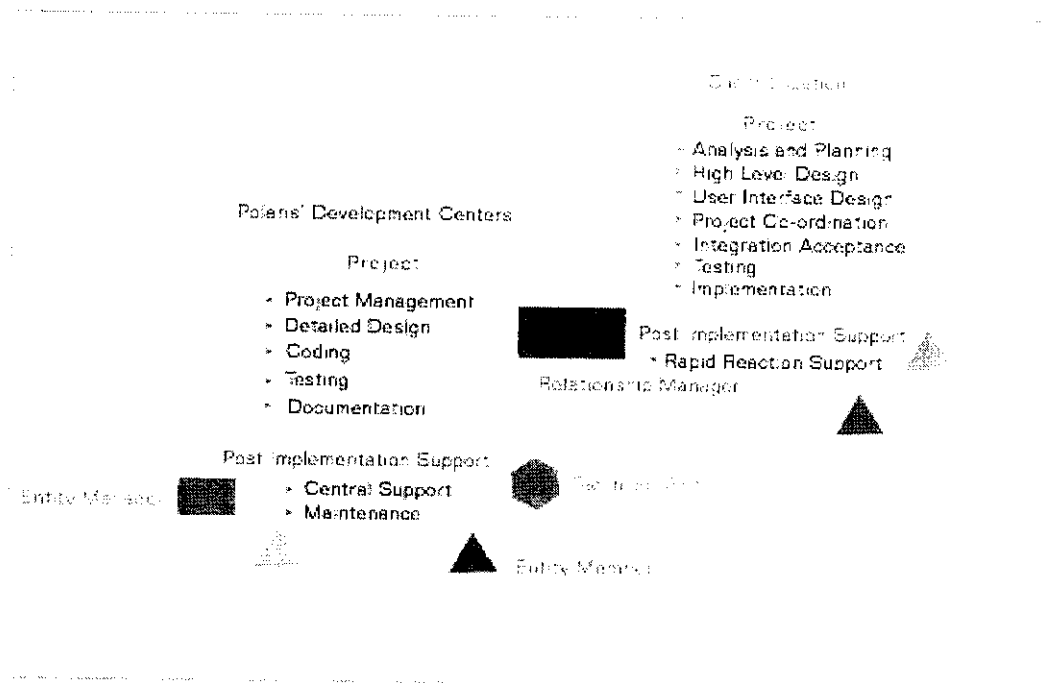 Project
- Analysis and Planning
- High Level Design
- User Interface Design
- Project Co-ordination
- Integration Acceptance
- Testing
- Implementation
Post Implementation Support
- Rapid Reaction Support
Relationship Manager
Polaris' Development Centers
Project
- Project Management
- Detailed Design
- Coding
- Testing
- Documentation
Post Implementation Support
- Central Support
- Maintenance
Entity Manager
Entity Member